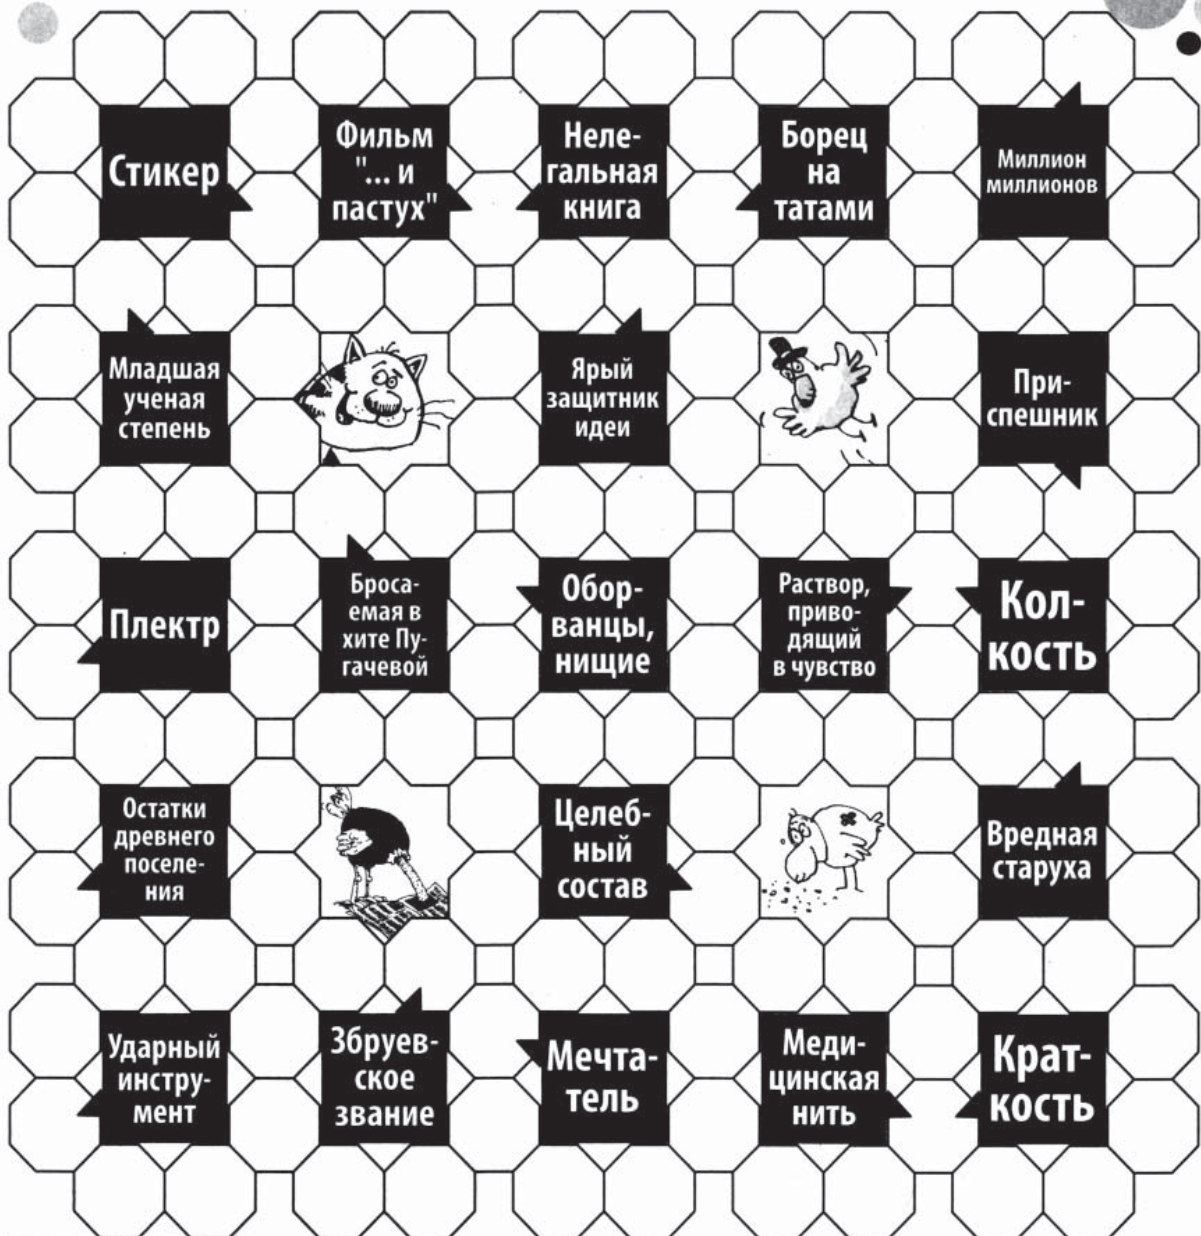 Стикер
Фильм
"... и
пастух"
Неле-
гальная
книга
Борец
на
татами
Миллион
миллионов
Младшая
ученая
степень
Ярый
защитник
идеи
При-
спешник
Плектр
Броса-
емая в
хите Пу-
гачевой
Обор-
ванцы,
нищие
Раствор,
приво-
дящий
в чувство
Кол-
кость
Остатки
древнего
поселе-
ния
Целеб-
ный
состав
Вредная
старуха
Ударный
инстру-
мент
Збруев-
ское
звание
Мечта-
тель
Меди-
цинская
нить
Крат-
кость